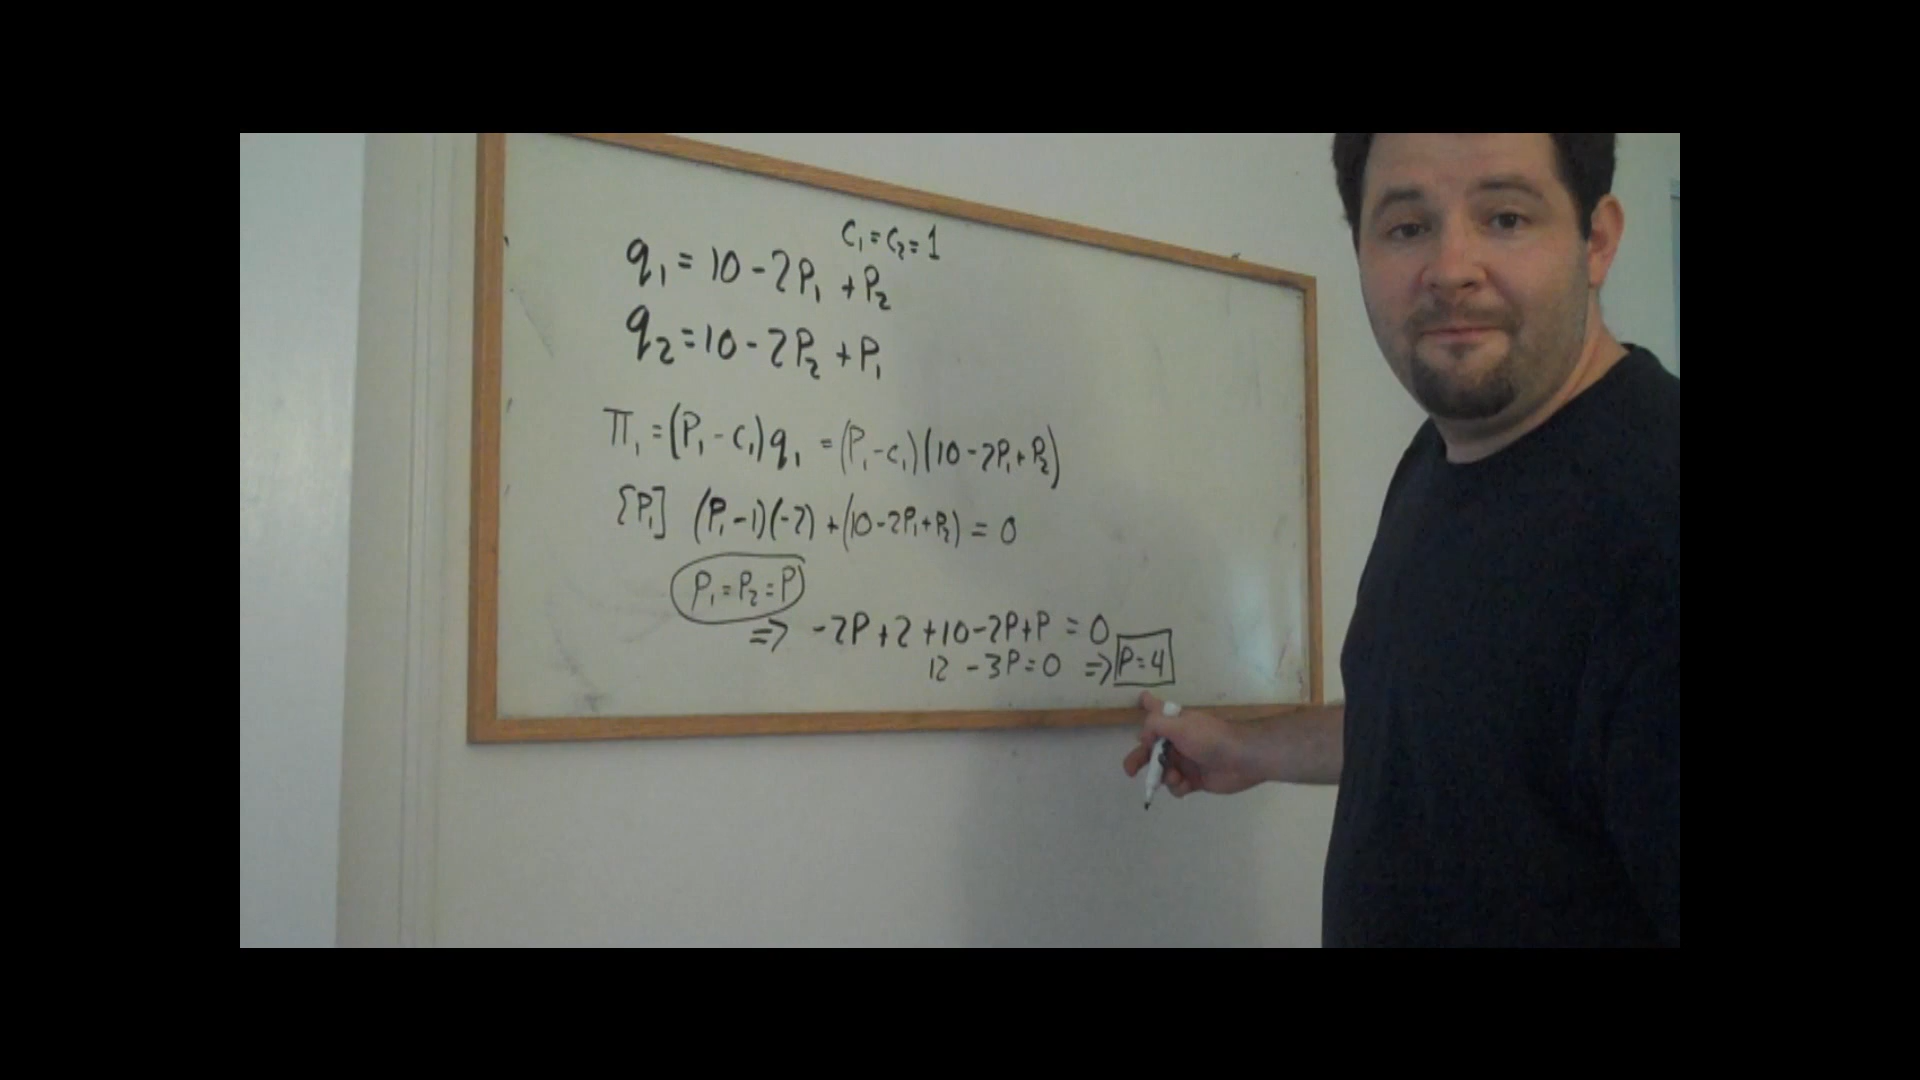 c₁ = c₂ = 1
q₁ = 10 - 2P₁ + P₂
q₂ = 10 - 2P₂ + P₁
π₁ = (P₁ - c₁)q₁ = (P₁ - c₁)(10 - 2P₁ + P₂)
[P₁] (P₁ - 1)(-2) + (10 - 2P₁ + P₂) = 0
P₁ = P₂ = P
⇒ -2P + 2 + 10 - 2P + P = 0
12 - 3P = 0 ⇒ P = 4